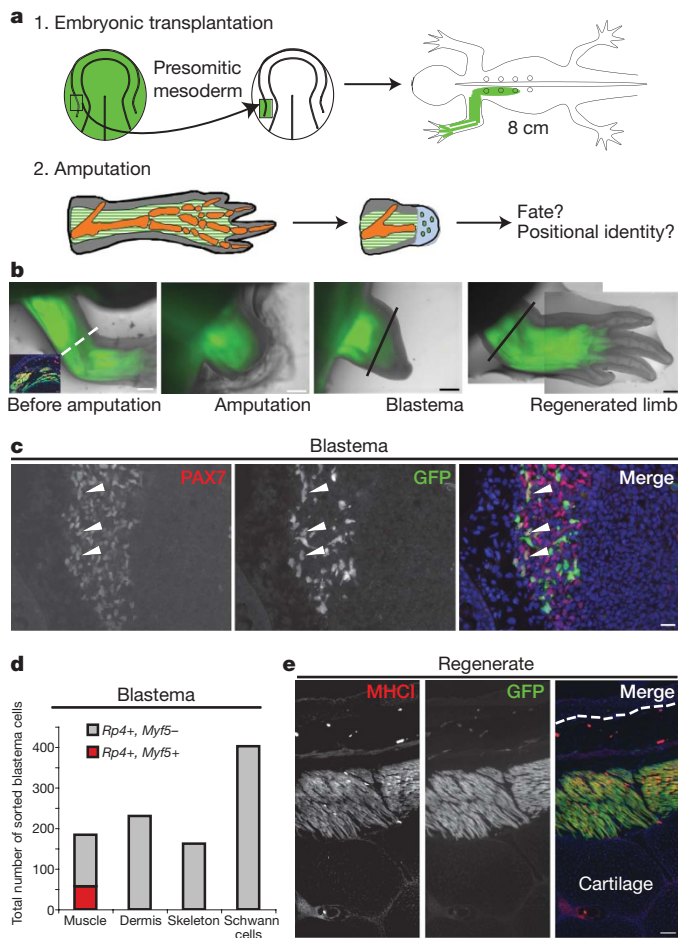 a
1. Embryonic transplantation
Presomitic
mesoderm
8 cm
2. Amputation
Fate?
Positional identity?
b
Before amputation
Amputation
Blastema
Regenerated limb
c
Blastema
PAX7
GFP
Merge
d
Blastema
Total number of sorted blastema cells
Rp4+, Myf5–
Rp4+, Myf5+
400
300
200
100
0
Muscle
Dermis
Skeleton
Schwann
cells
e
Regenerate
MHCI
GFP
Merge
Cartilage